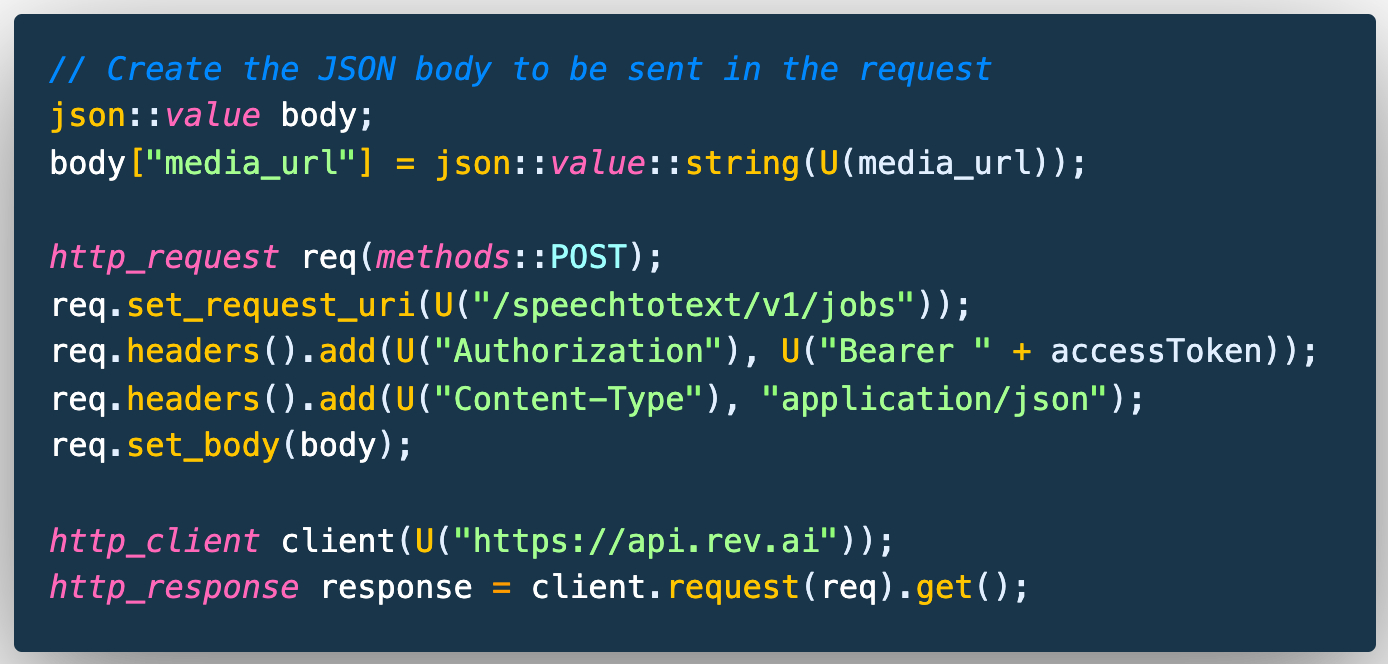 // Create the JSON body to be sent in the request
json::value body;
body["media_url"] = json::value::string(U(media_url));
http_request req(methods::POST);
req.set_request_uri(U("/speechtotext/v1/jobs"));
req.headers().add(U("Authorization"), U("Bearer " + accessToken));
req.headers().add(U("Content-Type"), "application/json");
req.set_body(body);
http_client client(U("https://api.rev.ai"));
http_response response = client.request(req).get();